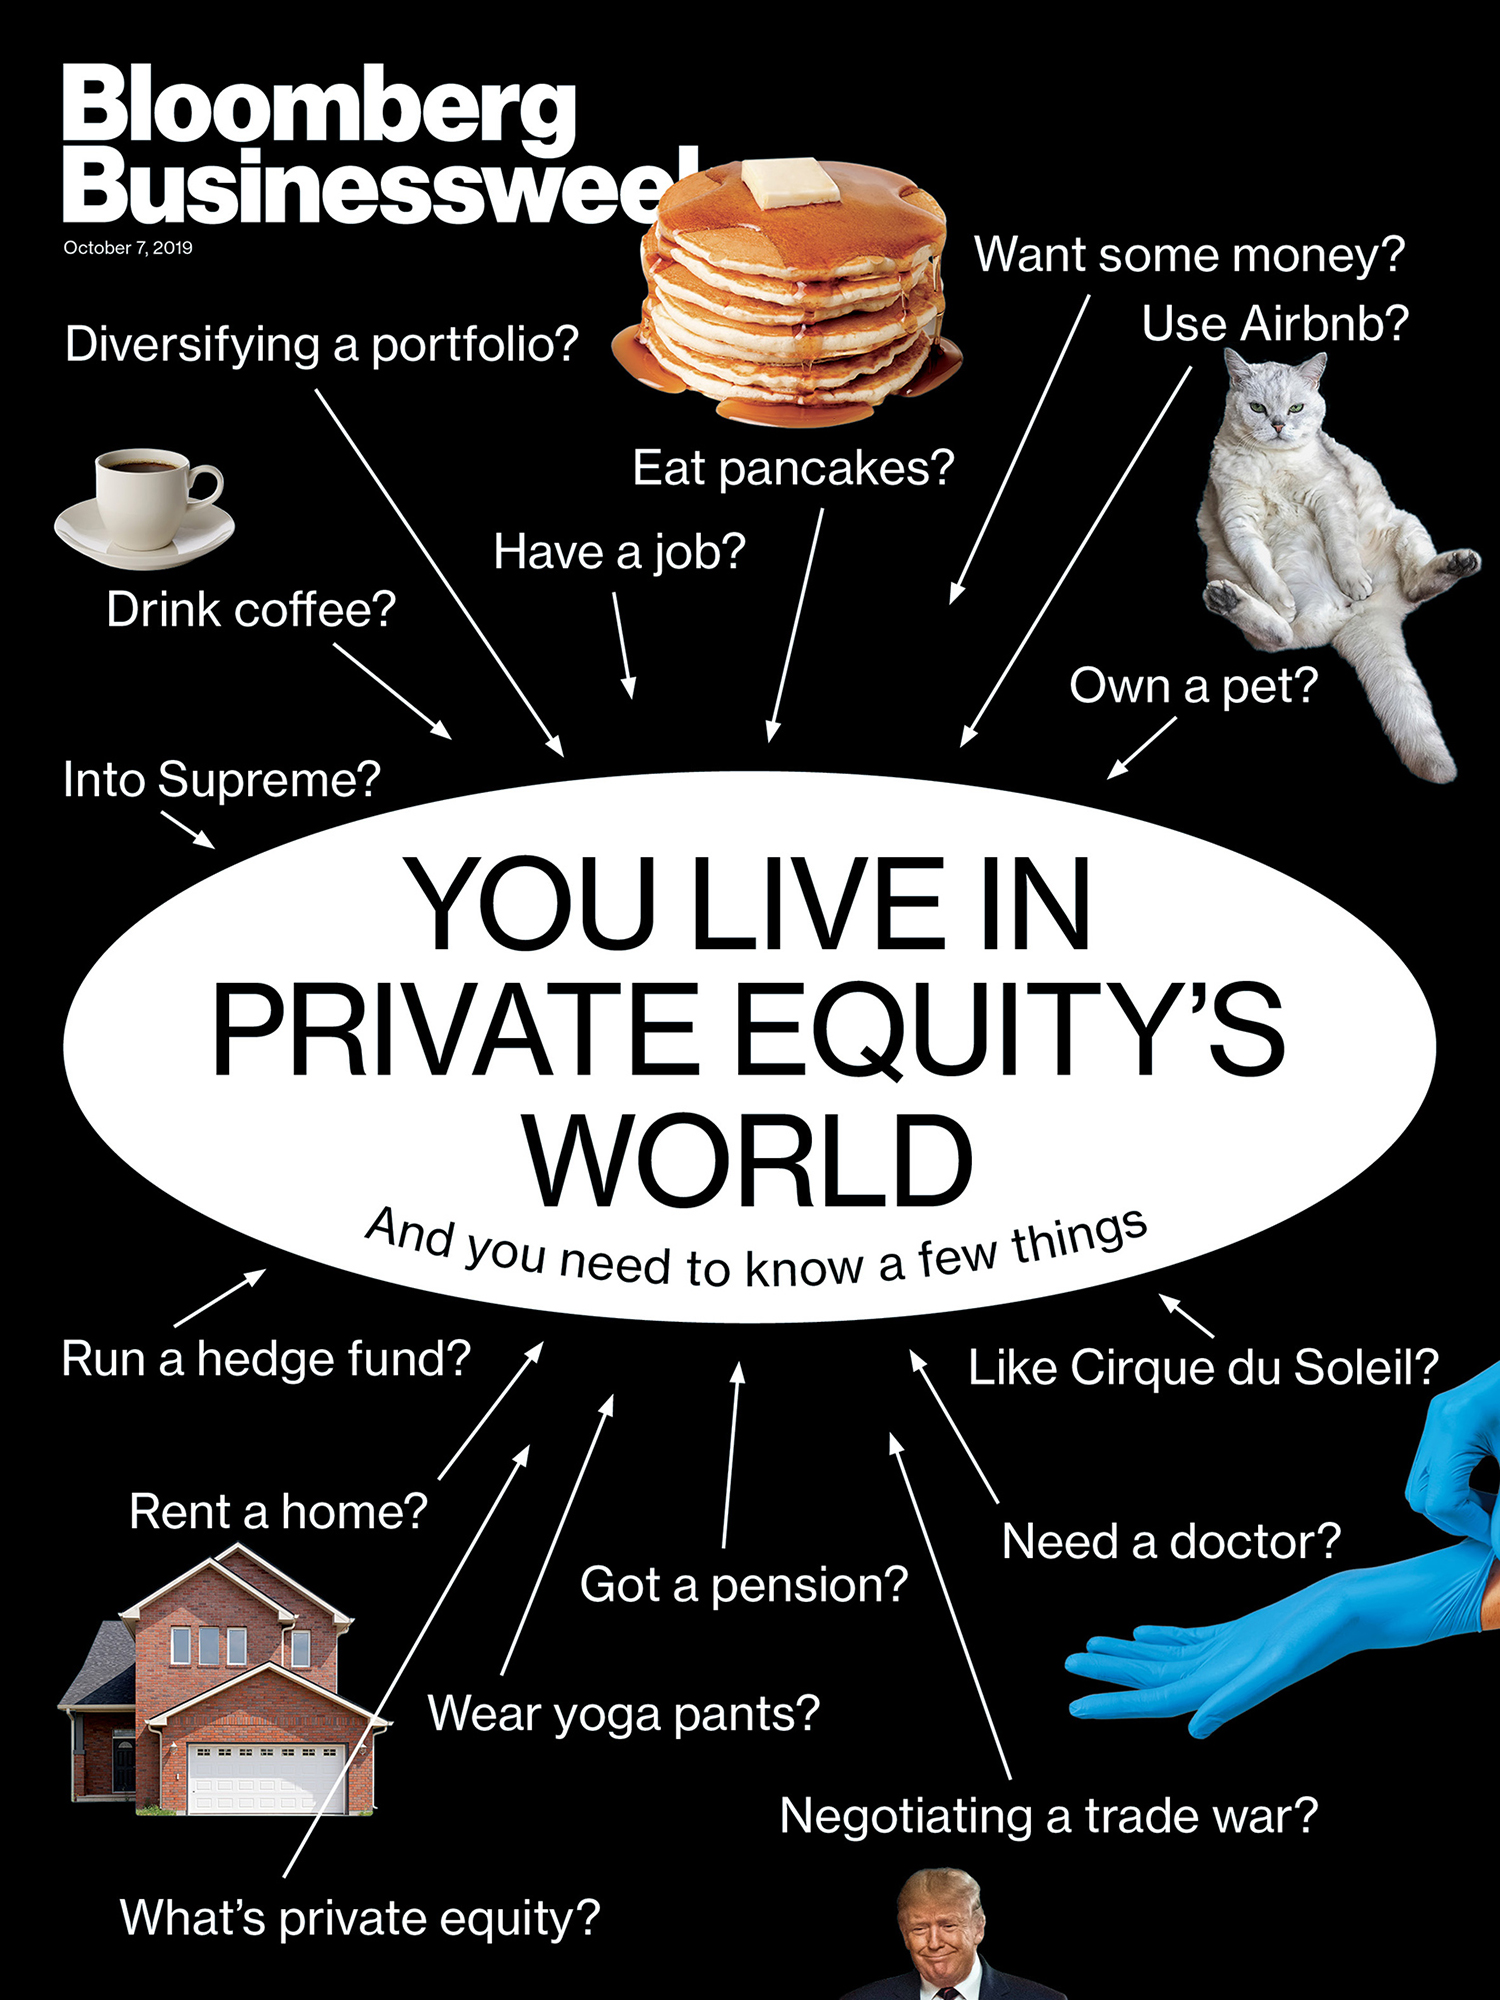 Bloomberg
Businessweek
October 7, 2019
Want some money?
Use Airbnb?
Diversifying a portfolio?
Eat pancakes?
Have a job?
Drink coffee?
Own a pet?
Into Supreme?
YOU LIVE IN
PRIVATE EQUITY’S
WORLD
And you need to know a few things
Run a hedge fund?
Like Cirque du Soleil?
Rent a home?
Need a doctor?
Got a pension?
Wear yoga pants?
Negotiating a trade war?
What’s private equity?